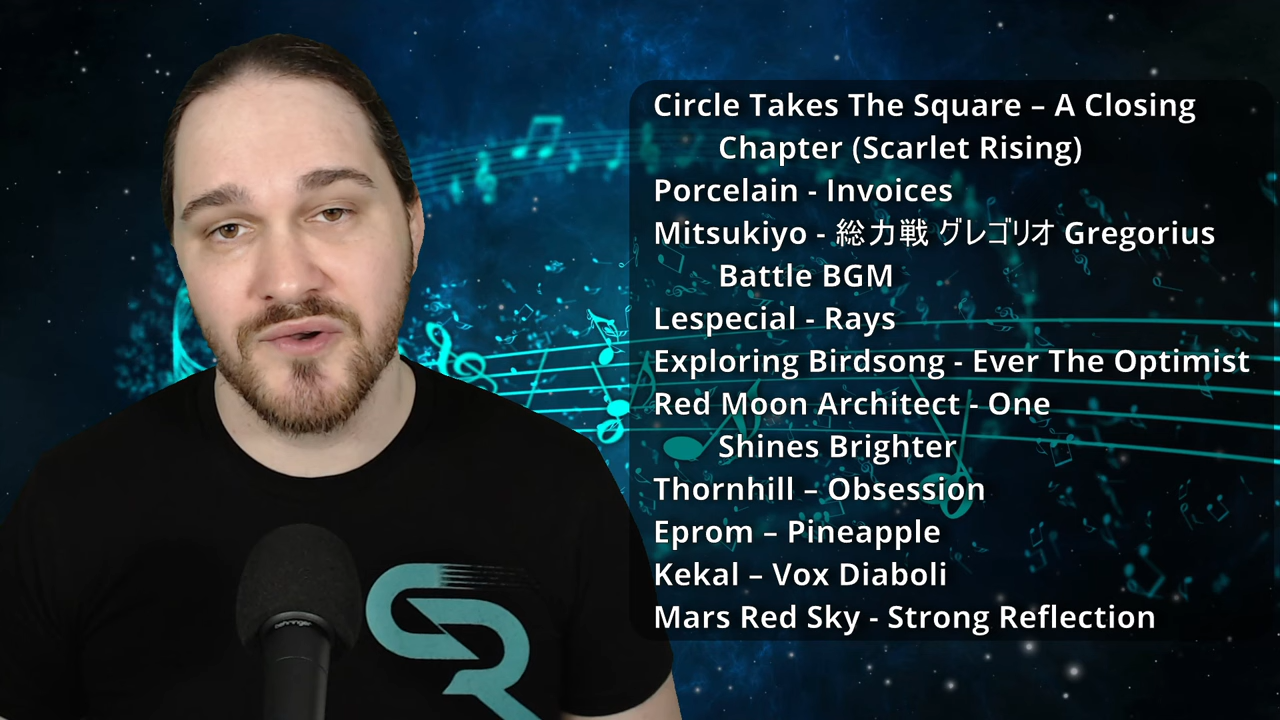 Circle Takes The Square – A Closing
Chapter (Scarlet Rising)
Porcelain - Invoices
Mitsukiyo - 総力戦 グレゴリオ Gregorius
Battle BGM
Lespecial - Rays
Exploring Birdsong - Ever The Optimist
Red Moon Architect - One
Shines Brighter
Thornhill – Obsession
Eprom – Pineapple
Kekal – Vox Diaboli
Mars Red Sky - Strong Reflection
behringer